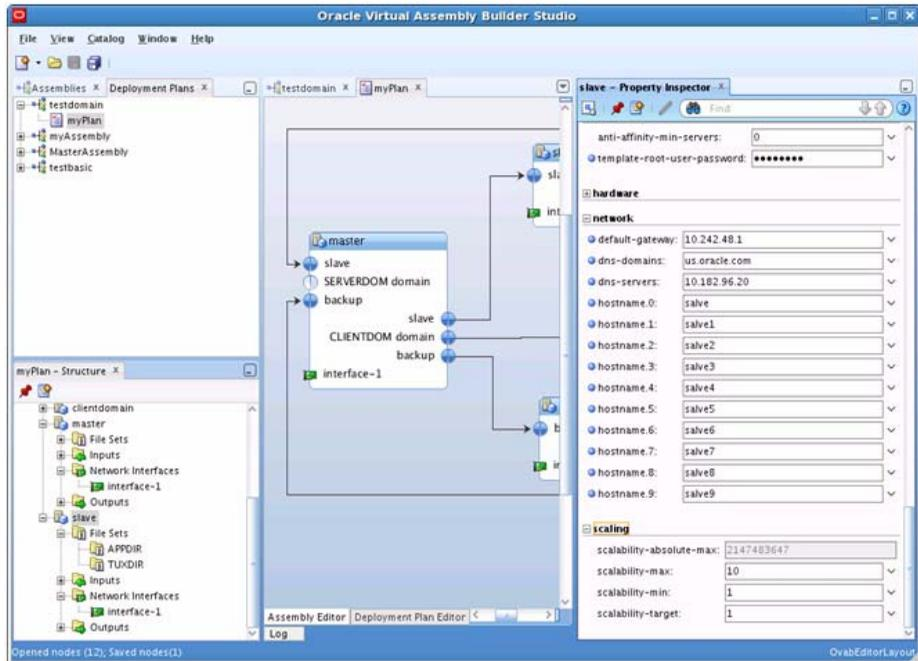 Oracle Virtual Assembly Builder Studio
File View Catalog Window Help
Assemblies x Deployment Plans x
testdomain
myPlan
myAssembly
MasterAssembly
testbasic
myPlan - Structure x
clientdomain
master
File Sets
Inputs
Network Interfaces
interface-1
Outputs
slave
File Sets
APPDIR
TUXDIR
Inputs
Network Interfaces
interface-1
Outputs
testdomain x myPlan x
master
slave
SERVERDOM domain
backup
slave
CLIENTDOM domain
backup
interface-1
Assembly Editor Deployment Plan Editor
Log
slave - Property Inspector x
Find
anti-affinity-min-servers: 0
template-root-user-password: ••••••••
hardware
network
default-gateway: 10.242.48.1
dns-domains: us.oracle.com
dns-servers: 10.182.96.20
hostname.0: salve
hostname.1: salve1
hostname.2: salve2
hostname.3: salve3
hostname.4: salve4
hostname.5: salve5
hostname.6: salve6
hostname.7: salve7
hostname.8: salve8
hostname.9: salve9
scaling
scalability-absolute-max: 2147483647
scalability-max: 10
scalability-min: 1
scalability-target: 1
Opened nodes (12); Saved nodes(1)
OvabEditorLayout